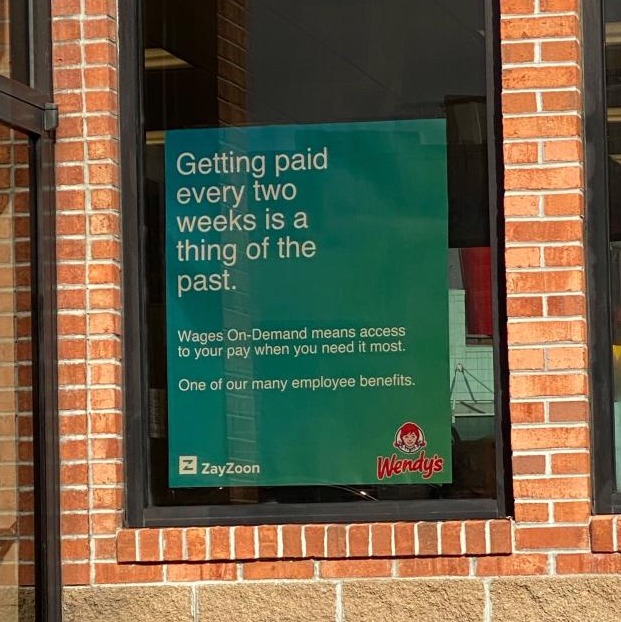 Getting paid
every two
weeks is a
thing of the
past.
Wages On-Demand means access
to your pay when you need it most.
One of our many employee benefits.
Z ZayZoon
Wendy's